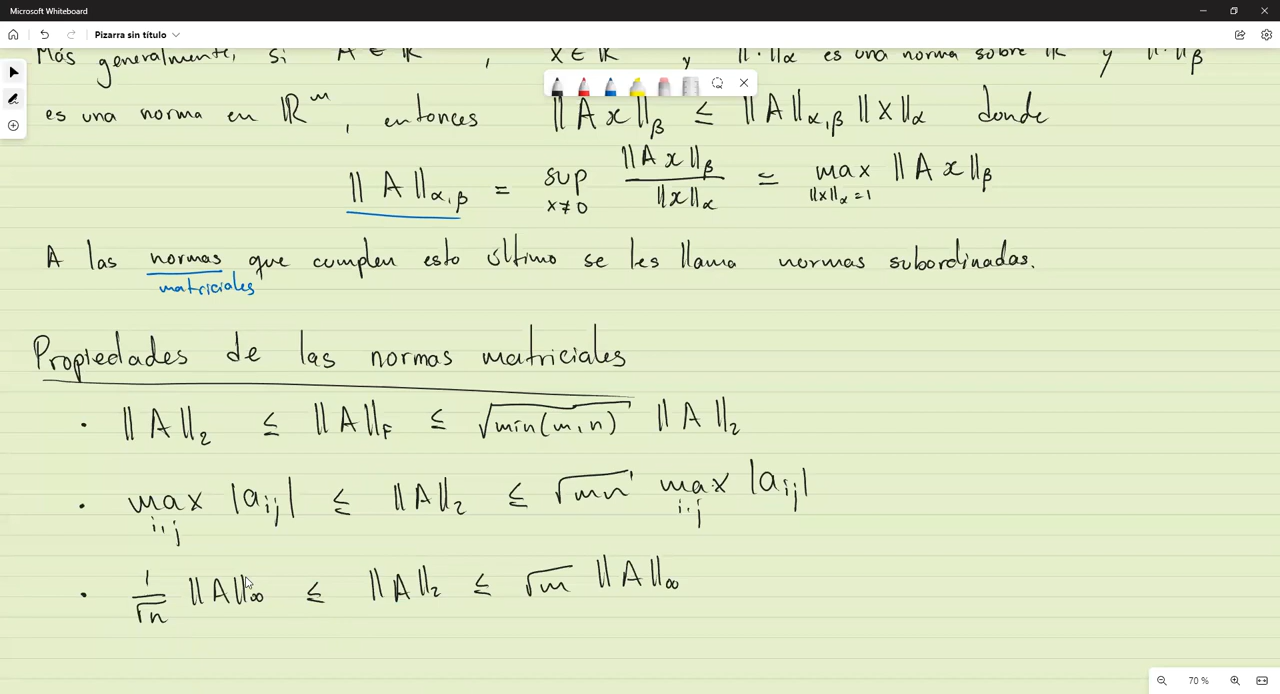 Microsoft Whiteboard
Pizarra sin título
Más generalmente, si A ∈ ℝ , x ∈ ℝ y ‖·‖α es una norma sobre ℝ y ‖·‖β
es una norma en ℝ^m, entonces ‖Ax‖β ≤ ‖A‖α,β ‖x‖α donde
‖A‖α,β = sup x≠0 ‖Ax‖β / ‖x‖α = max ‖x‖α=1 ‖Ax‖β
A las normas que cumplen esto último se les llama normas subordinadas.
matriciales
Propiedades de las normas matriciales
· ‖A‖₂ ≤ ‖A‖F ≤ √min(m,n) ‖A‖₂
· max i,j |aij| ≤ ‖A‖₂ ≤ √mn max i,j |aij|
· 1/√n ‖A‖∞ ≤ ‖A‖₂ ≤ √m ‖A‖∞
70 %